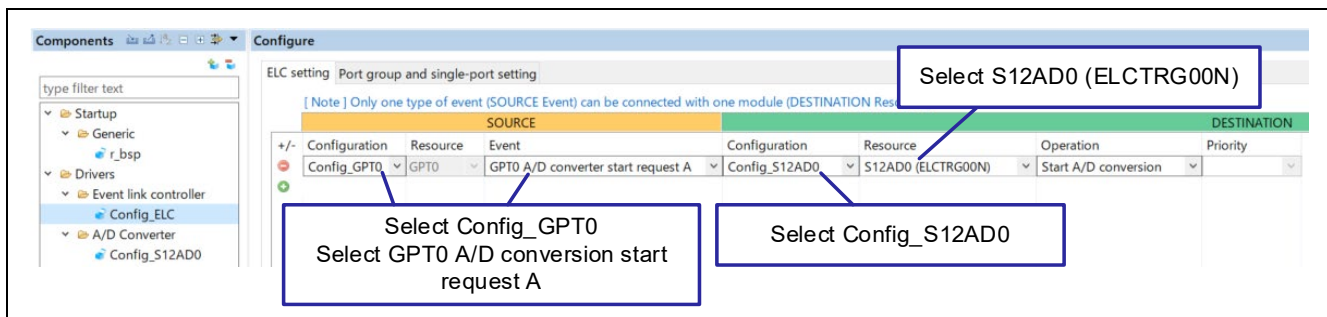 Components
Configure
type filter text
Startup
Generic
r_bsp
Drivers
Event link controller
Config_ELC
A/D Converter
Config_S12AD0
ELC setting Port group and single-port setting
[ Note ] Only one type of event (SOURCE Event) can be connected with one module (DESTINATION
SOURCE DESTINATION
+/- Configuration Resource Event Configuration Resource Operation Priority
Config_GPT0 GPT0 GPT0 A/D converter start request A Config_S12AD0 S12AD0 (ELCTRG00N) Start A/D conversion
Select S12AD0 (ELCTRG00N)
Select Config_GPT0
Select GPT0 A/D conversion start
request A
Select Config_S12AD0